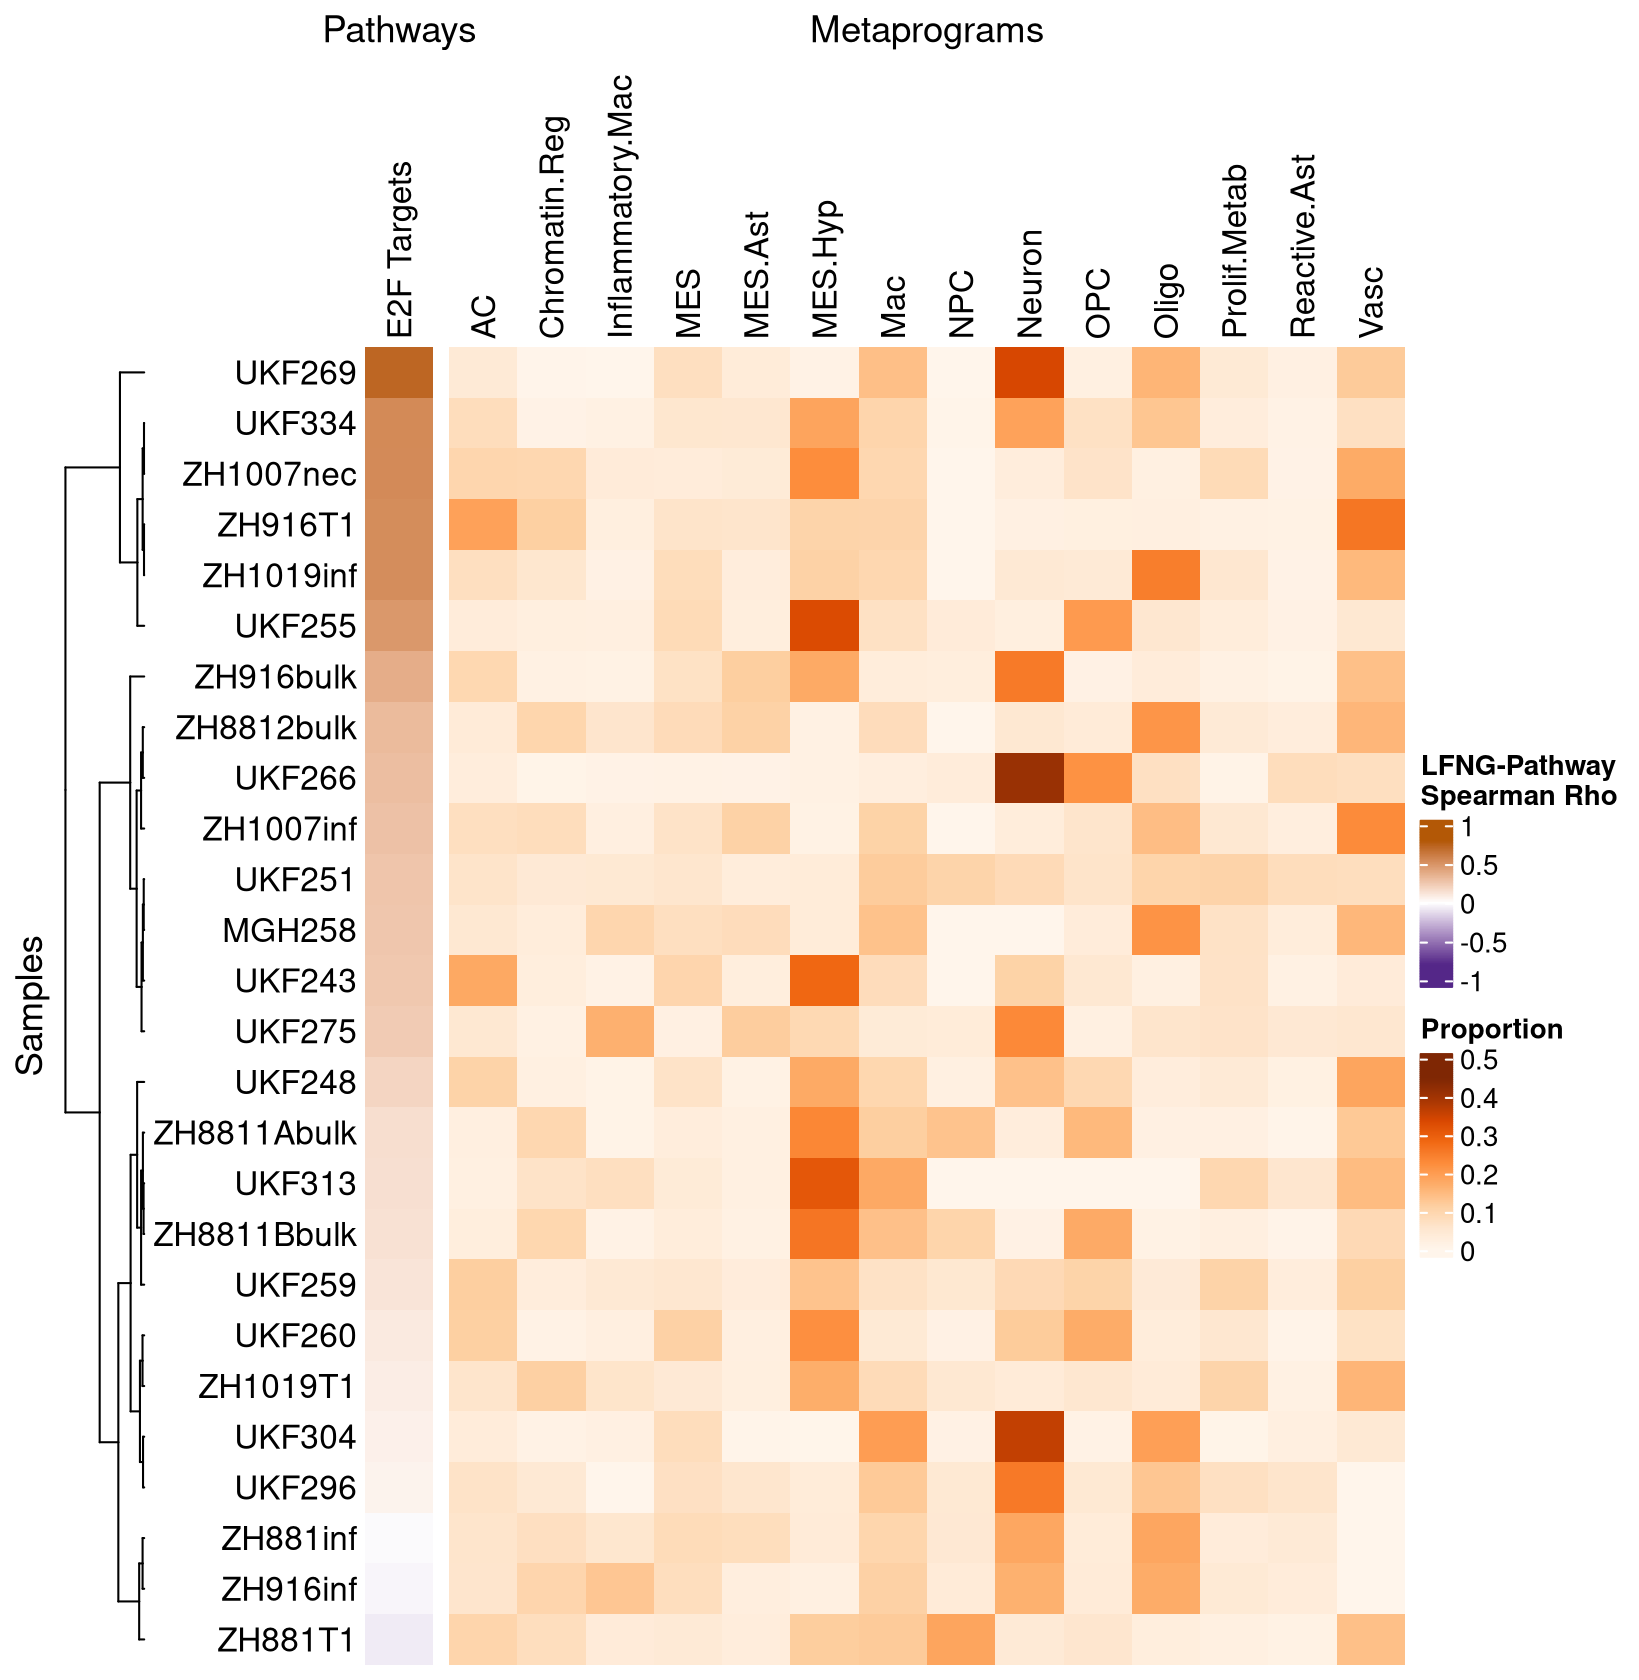 Pathways
Metaprograms
E2F Targets
AC
Chromatin.Reg
Inflammatory.Mac
MES
MES.Ast
MES.Hyp
Mac
NPC
Neuron
OPC
Oligo
Prolif.Metab
Reactive.Ast
Vasc
Samples
UKF269
UKF334
ZH1007nec
ZH916T1
ZH1019inf
UKF255
ZH916bulk
ZH8812bulk
UKF266
ZH1007inf
UKF251
MGH258
UKF243
UKF275
UKF248
ZH8811Abulk
UKF313
ZH8811Bbulk
UKF259
UKF260
ZH1019T1
UKF304
UKF296
ZH881inf
ZH916inf
ZH881T1
LFNG-Pathway
Spearman Rho
1
0.5
0
-0.5
-1
Proportion
0.5
0.4
0.3
0.2
0.1
0